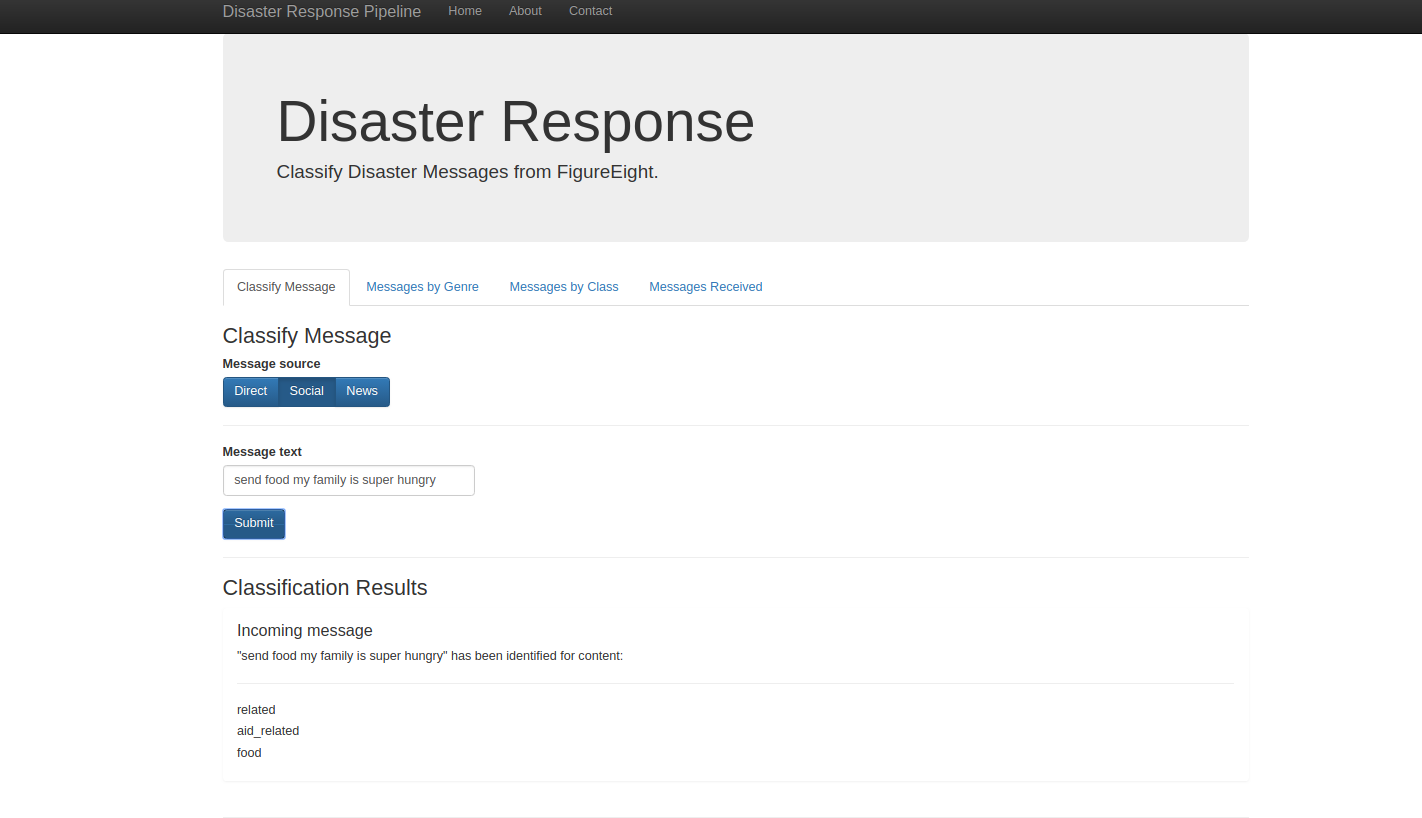 Disaster Response Pipeline Home About Contact
Disaster Response
Classify Disaster Messages from FigureEight.
Classify Message Messages by Genre Messages by Class Messages Received
Classify Message
Message source
Direct Social News
Message text
send food my family is super hungry
Submit
Classification Results
Incoming message
"send food my family is super hungry" has been identified for content:
related
aid_related
food